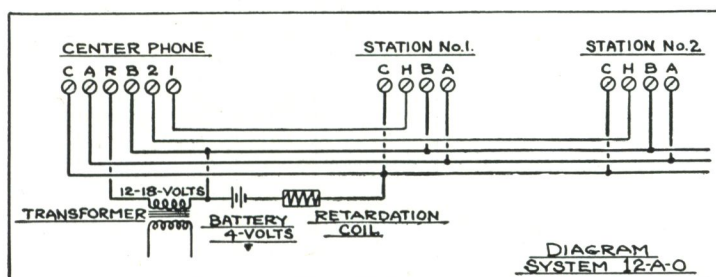 CENTER PHONE
STATION No.1.
STATION No.2
C A R B 2 1
C H B A
C H B A
12-18-VOLTS
TRANSFORMER
BATTERY
4-VOLTS
RETARDATION
COIL
DIAGRAM
SYSTEM 12-A-O